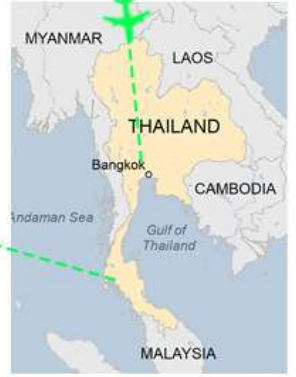 MYANMAR
LAOS
THAILAND
Bangkok
CAMBODIA
Andaman Sea
Gulf of
Thailand
MALAYSIA